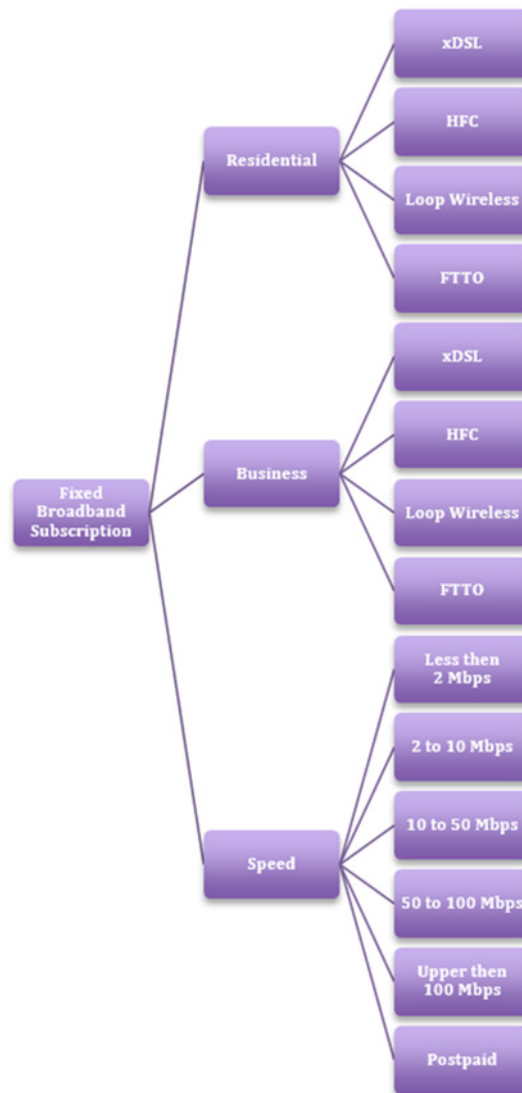 xDSL
HFC
Residential
Loop Wireless
FTTO
xDSL
HFC
Business
Loop Wireless
Fixed
Broadband
Subscription
FTTO
Less then
2 Mbps
2 to 10 Mbps
10 to 50 Mbps
Speed
50 to 100 Mbps
Upper then
100 Mbps
Postpaid